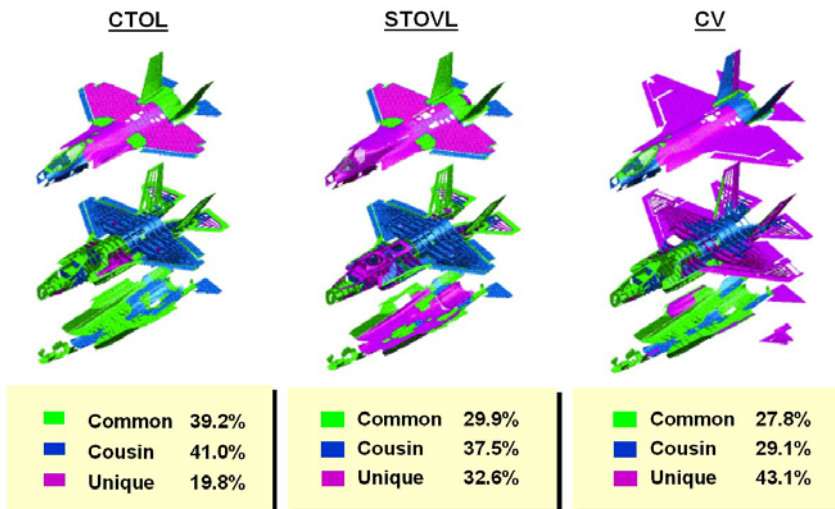 CTOL STOVL CV
Common 39.2% Common 29.9% Common 27.8%
Cousin 41.0% Cousin 37.5% Cousin 29.1%
Unique 19.8% Unique 32.6% Unique 43.1%